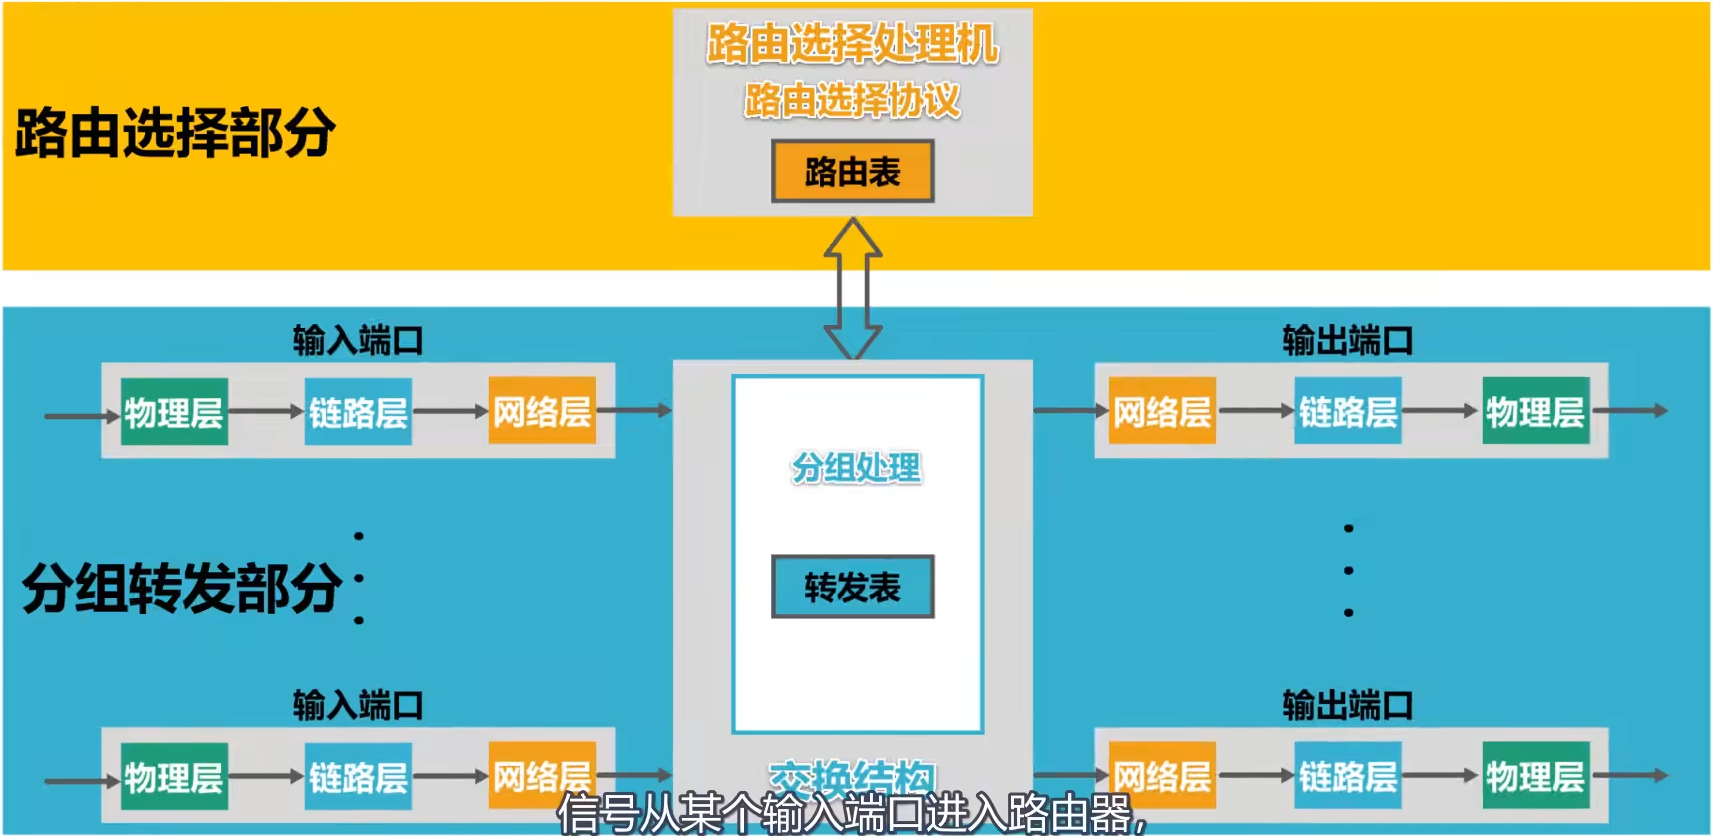 路由选择处理机
路由选择协议
路由选择部分
路由表
输入端口
输出端口
物理层
链路层
网络层
网络层
链路层
物理层
分组处理
分组转发部分
转发表
输入端口
输出端口
物理层
链路层
网络层
交换结构
网络层
链路层
物理层
信号从某个输入端口进入路由器，